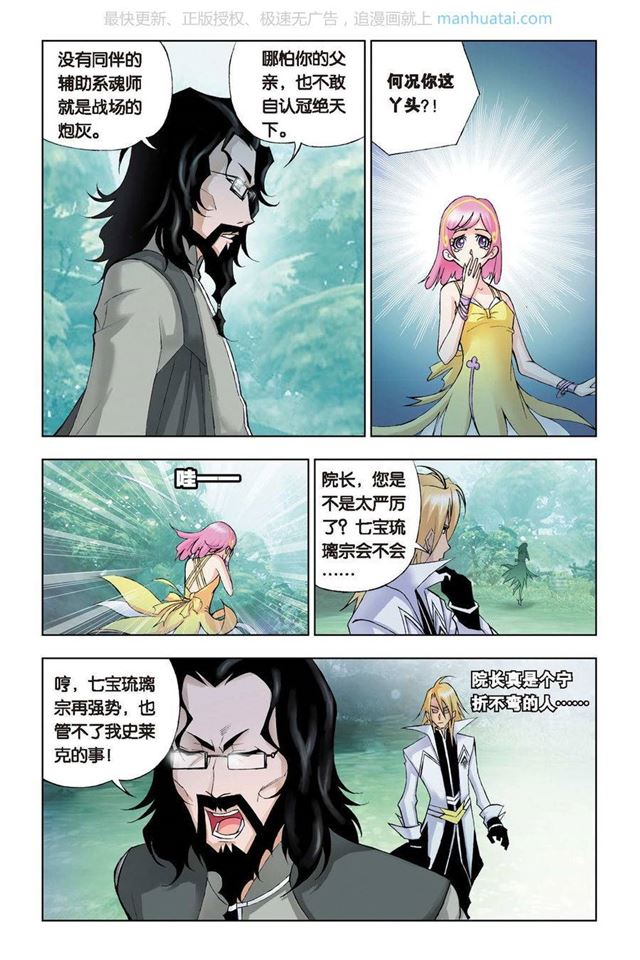 最快更新、正版授权、极速无广告，追漫画就上 manhuatai.com
没有同伴的
辅助系魂师
就是战场的
炮灰。
哪怕你的父
亲，也不敢
自认冠绝天
下。
何况你这
丫头？！
哇——
院长，您是
不是太严厉
了？七宝琉
璃宗会不会
……
哼，七宝琉璃
宗再强势，也
管不了我史莱
克的事！
院长真是个宁
折不弯的人……